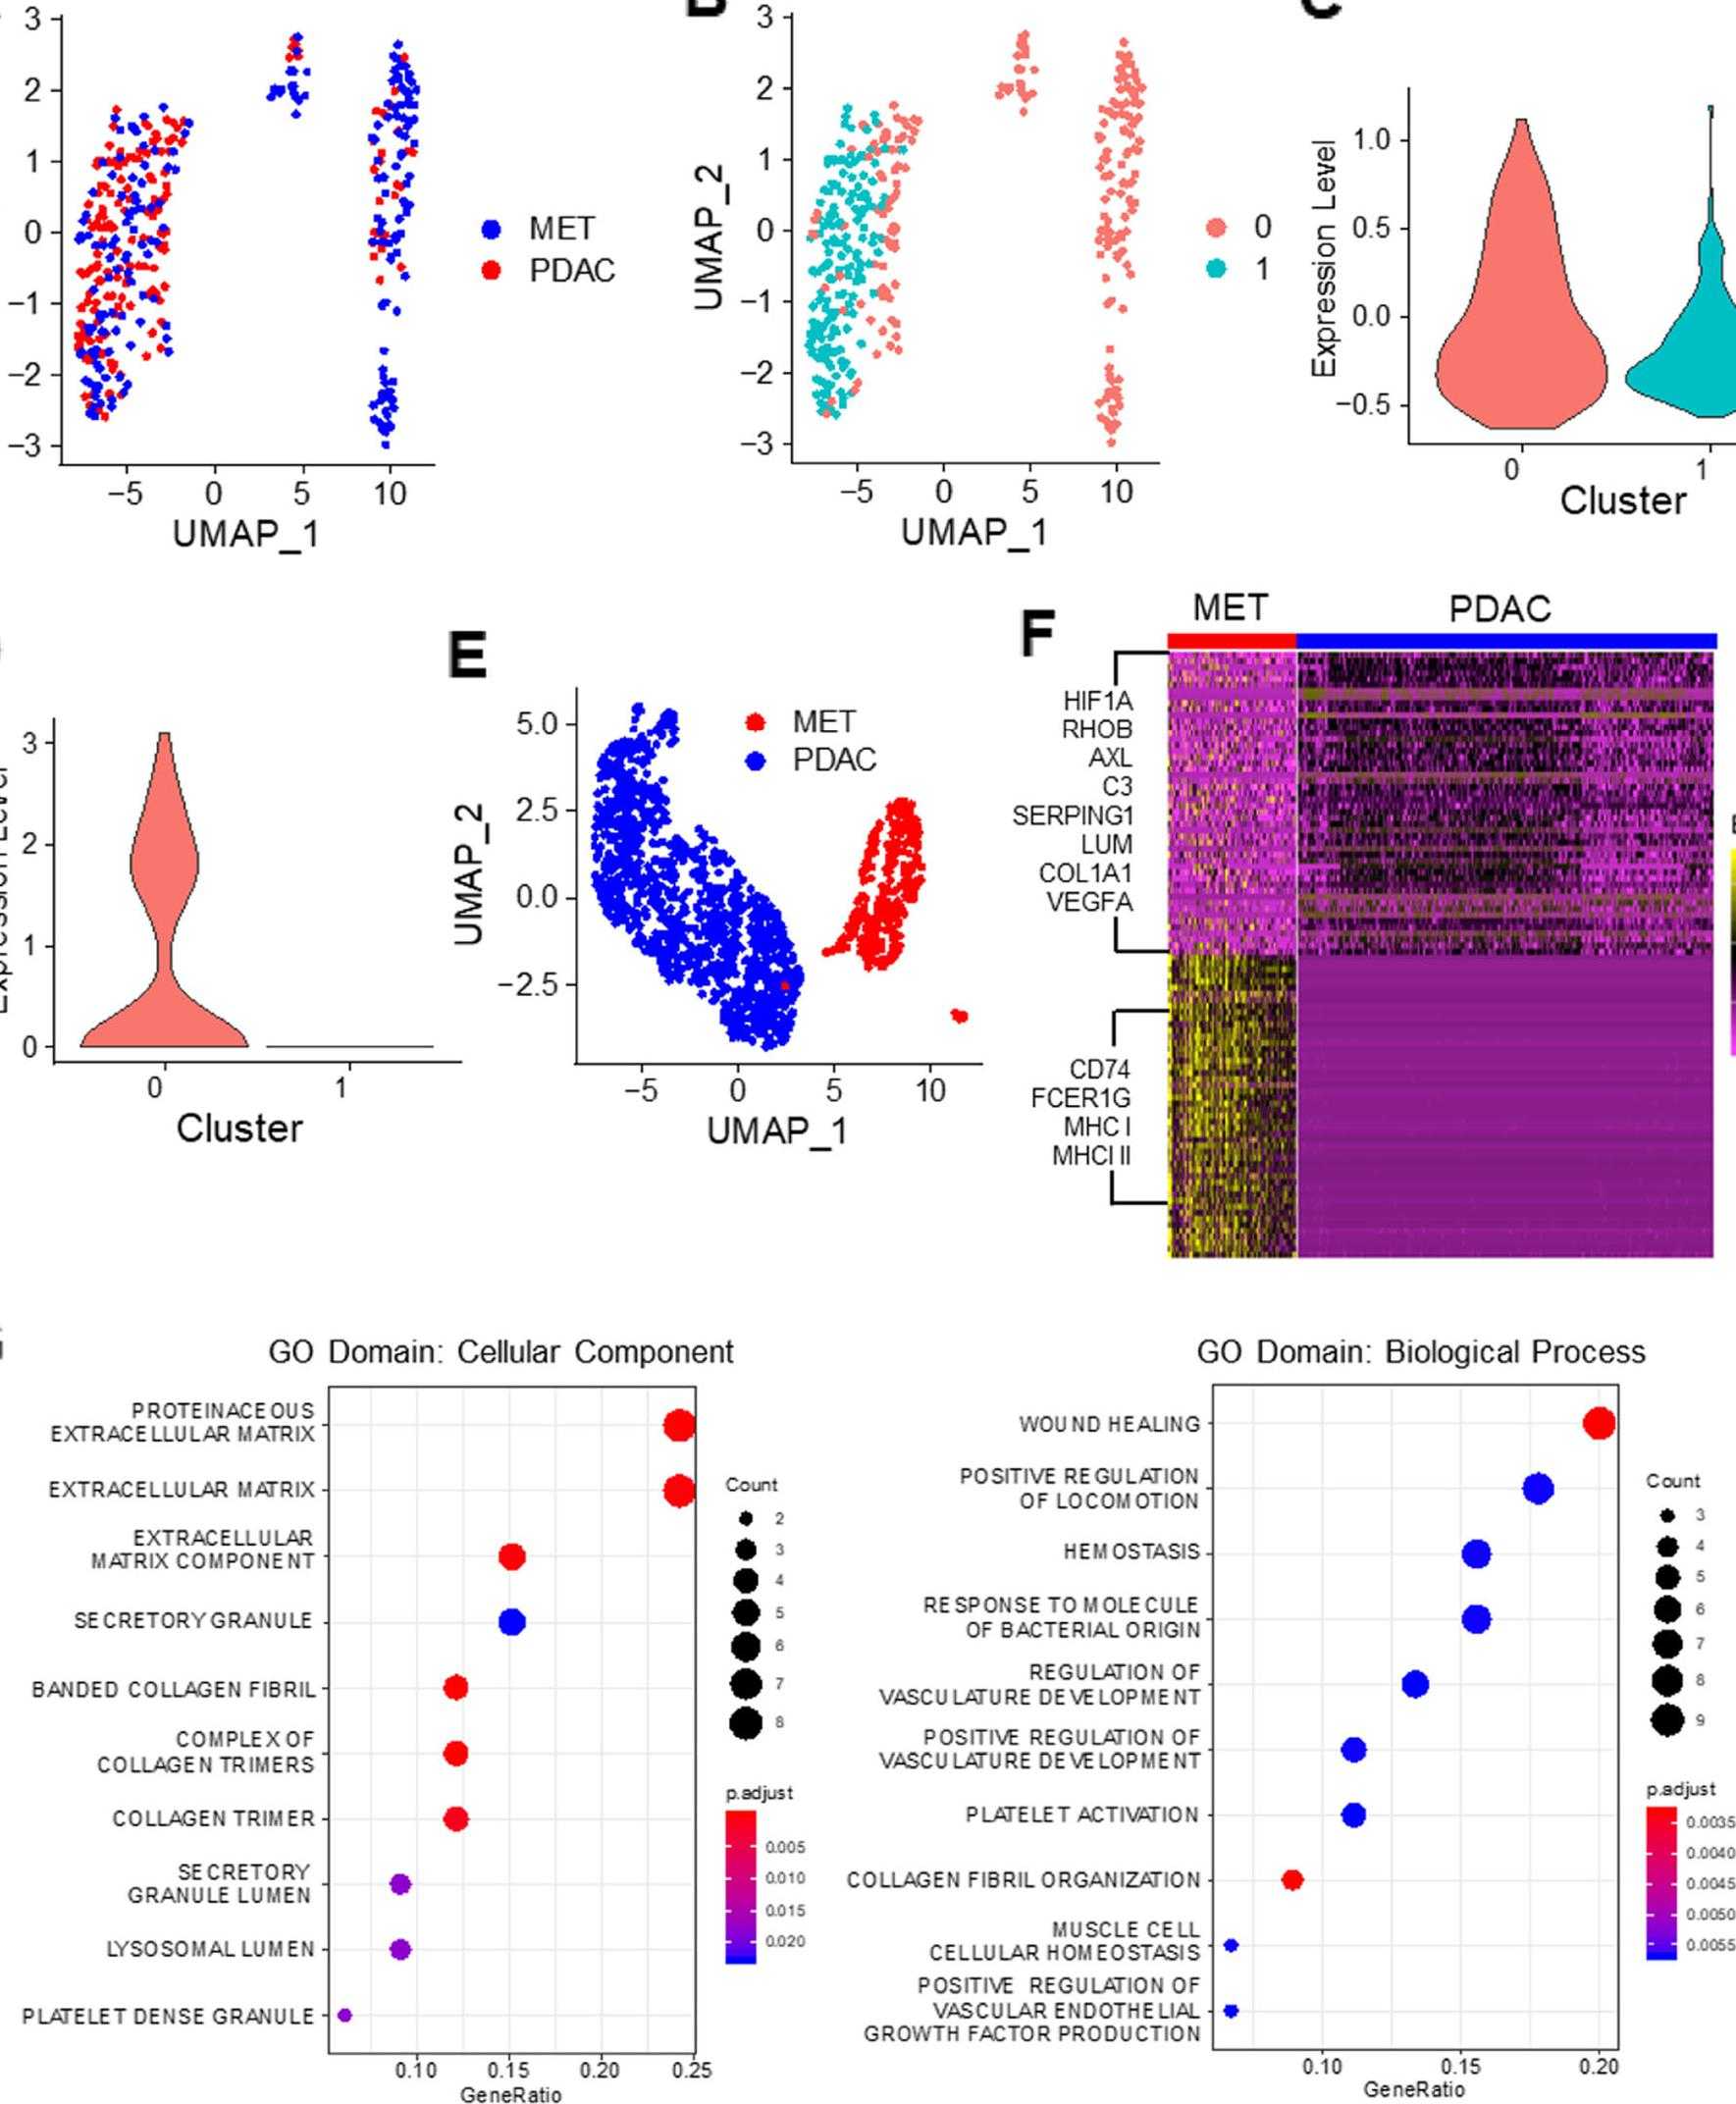 B
C
3
2
1
0
−1
−2
−3
−5
0
5
10
UMAP_1
MET
PDAC
UMAP_2
3
2
1
0
−1
−2
−3
−5
0
5
10
UMAP_1
0
1
Expression Level
1.0
0.5
0.0
−0.5
0
1
Cluster
3
2
1
0
0
1
Cluster
E
UMAP_2
5.0
2.5
0.0
−2.5
−5
0
5
10
UMAP_1
MET
PDAC
F
MET
PDAC
HIF1A
RHOB
AXL
C3
SERPING1
LUM
COL1A1
VEGFA
CD74
FCER1G
MHC I
MHCI II
GO Domain: Cellular Component
PROTEINACEOUS
EXTRACELLULAR MATRIX
EXTRACELLULAR MATRIX
EXTRACELLULAR
MATRIX COMPONENT
SECRETORY GRANULE
BANDED COLLAGEN FIBRIL
COMPLEX OF
COLLAGEN TRIMERS
COLLAGEN TRIMER
SECRETORY
GRANULE LUMEN
LYSOSOMAL LUMEN
PLATELET DENSE GRANULE
0.10
0.15
0.20
0.25
GeneRatio
Count
2
3
4
5
6
7
8
p.adjust
0.005
0.010
0.015
0.020
GO Domain: Biological Process
WOUND HEALING
POSITIVE REGULATION
OF LOCOMOTION
HEMOSTASIS
RESPONSE TO MOLECULE
OF BACTERIAL ORIGIN
REGULATION OF
VASCULATURE DEVELOPMENT
POSITIVE REGULATION OF
VASCULATURE DEVELOPMENT
PLATELET ACTIVATION
COLLAGEN FIBRIL ORGANIZATION
MUSCLE CELL
CELLULAR HOMEOSTASIS
POSITIVE REGULATION OF
VASCULAR ENDOTHELIAL
GROWTH FACTOR PRODUCTION
0.10
0.15
0.20
GeneRatio
Count
3
4
5
6
7
8
9
p.adjust
0.0035
0.0040
0.0045
0.0050
0.0055